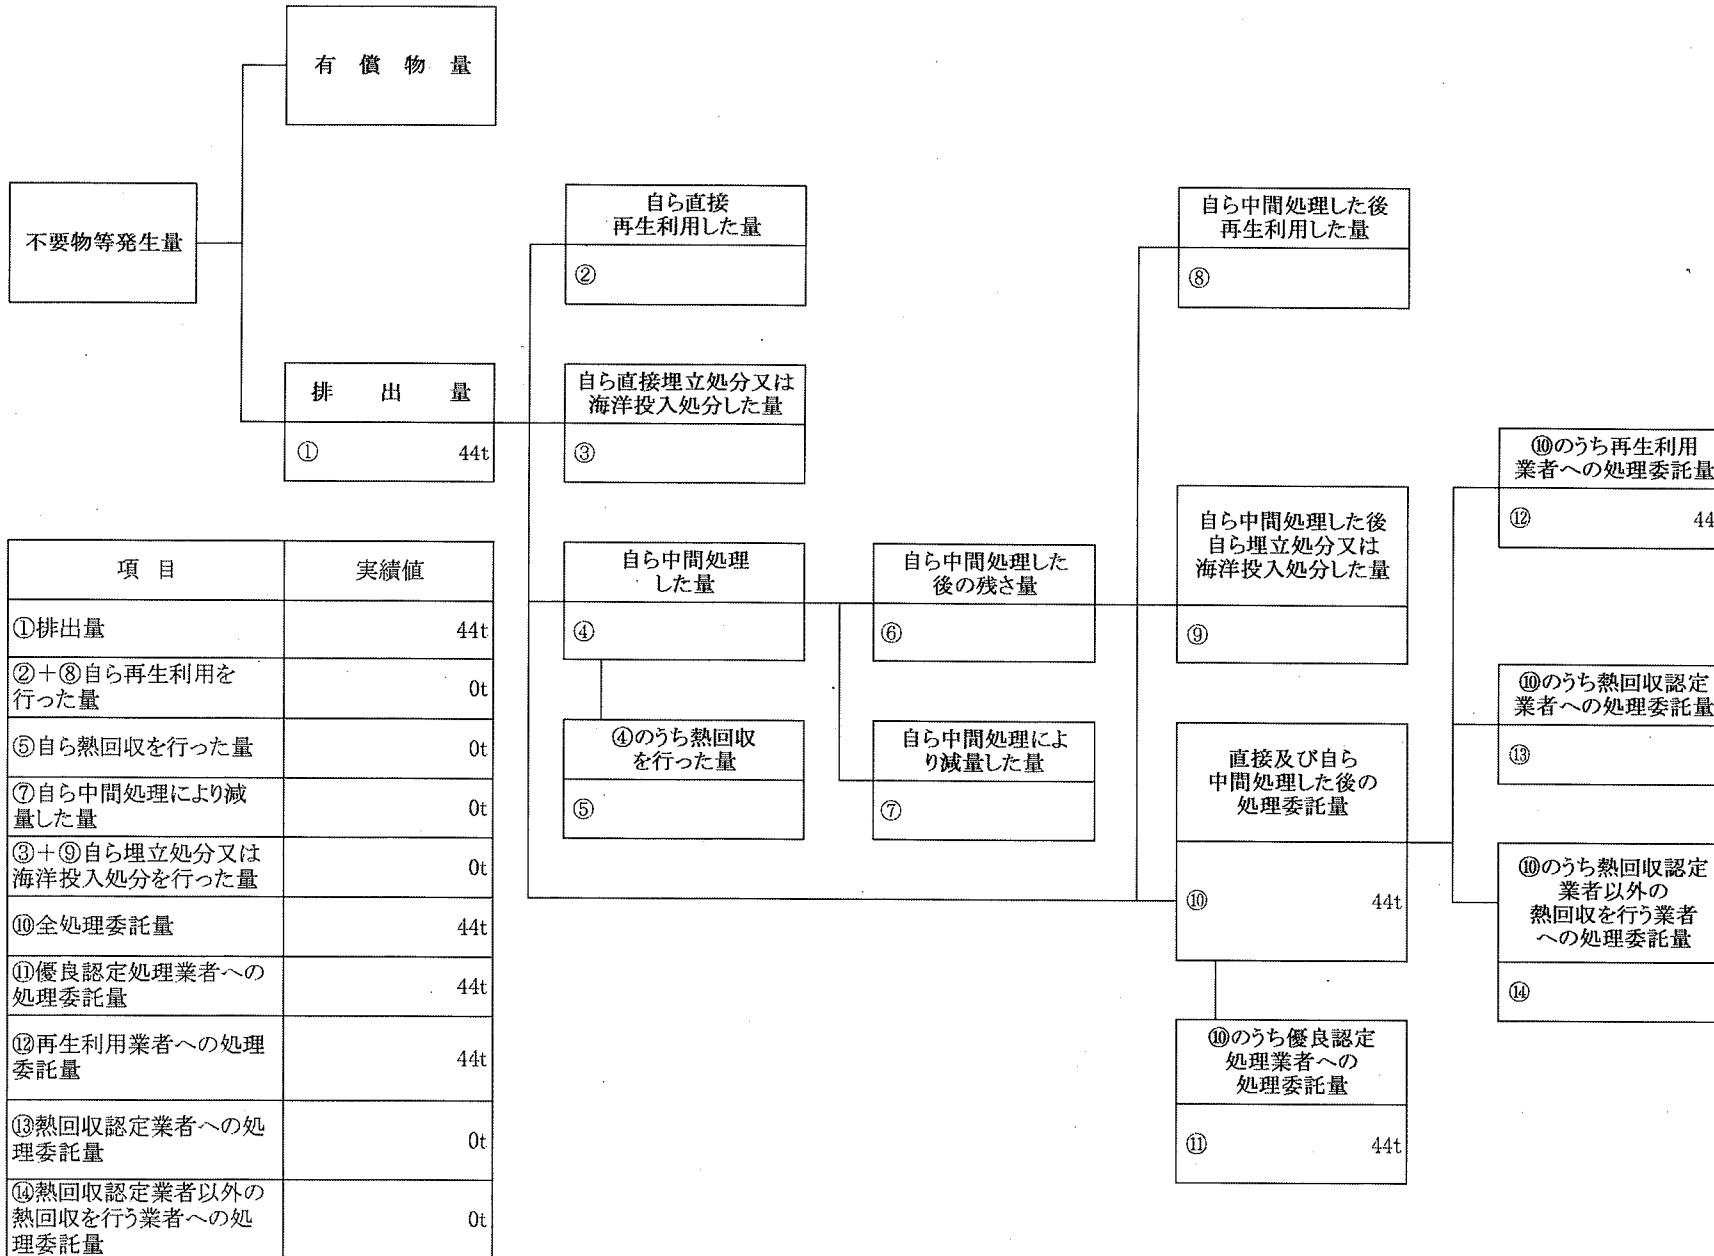 有 償 物 量
不要物等発生量
自ら直接
再生利用した量
②
自ら中間処理した後
再生利用した量
⑧
排 出 量
① 44t
自ら直接埋立処分又は
海洋投入処分した量
③
⑩のうち再生利用
業者への処理委託量
⑫ 44
自ら中間処理した後
自ら埋立処分又は
海洋投入処分した量
⑨
自ら中間処理
した量
④
自ら中間処理した
後の残さ量
⑥
④のうち熱回収
を行った量
⑤
自ら中間処理によ
り減量した量
⑦
直接及び自ら
中間処理した後の
処理委託量
⑩ 44t
⑩のうち熱回収認定
業者への処理委託量
⑬
⑩のうち熱回収認定
業者以外の
熱回収を行う業者
への処理委託量
⑭
⑩のうち優良認定
処理業者への
処理委託量
⑪ 44t
項 目 実績値
①排出量 44t
②+⑧自ら再生利用を
行った量 0t
⑤自ら熱回収を行った量 0t
⑦自ら中間処理により減
量した量 0t
③+⑨自ら埋立処分又は
海洋投入処分を行った量 0t
⑩全処理委託量 44t
⑪優良認定処理業者への
処理委託量 44t
⑫再生利用業者への処理
委託量 44t
⑬熱回収認定業者への処
理委託量 0t
⑭熱回収認定業者以外の
熱回収を行う業者への処
理委託量 0t